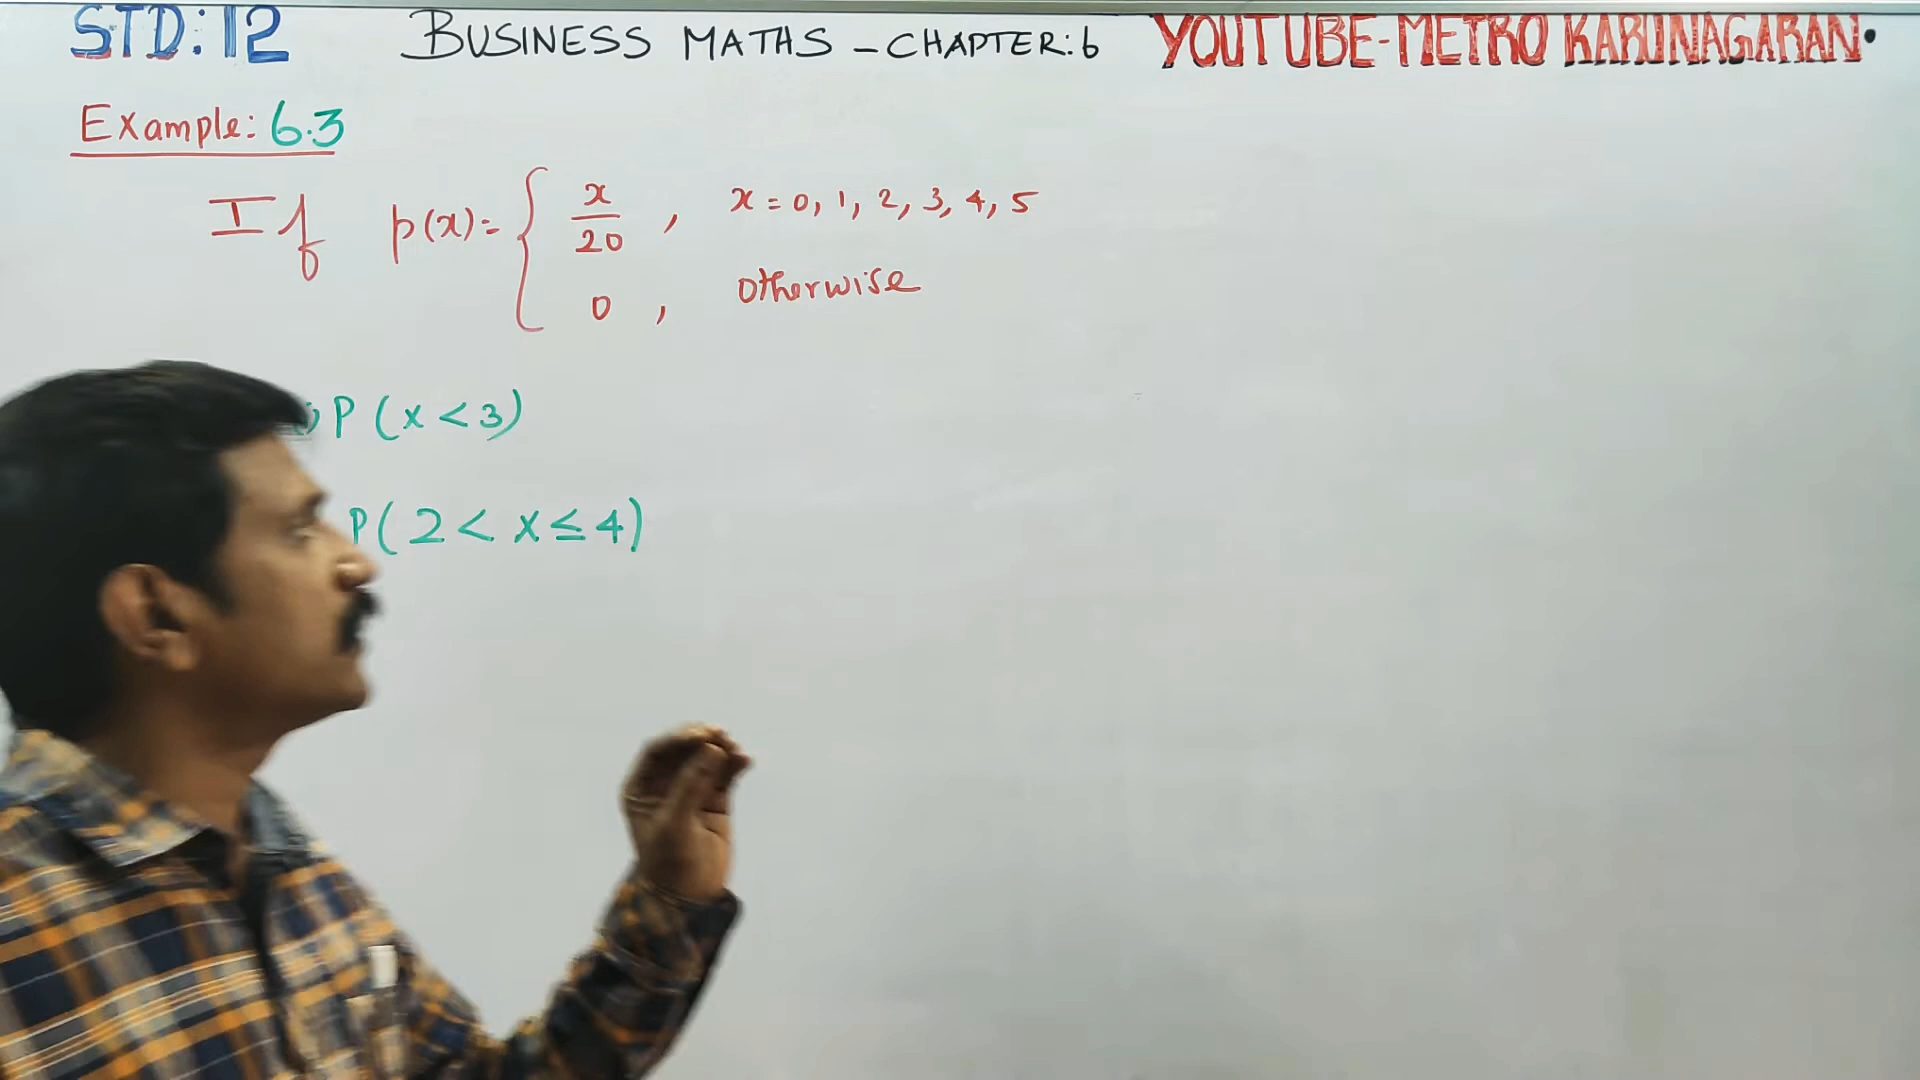 STD: 12 BUSINESS MATHS - CHAPTER: 6 YOUTUBE-METRO KARUNAGARAN.
Example: 6.3
If p(x) = { x/20 , x = 0, 1, 2, 3, 4, 5
0 , otherwise
) P (x < 3)
P( 2 < x ≤ 4)